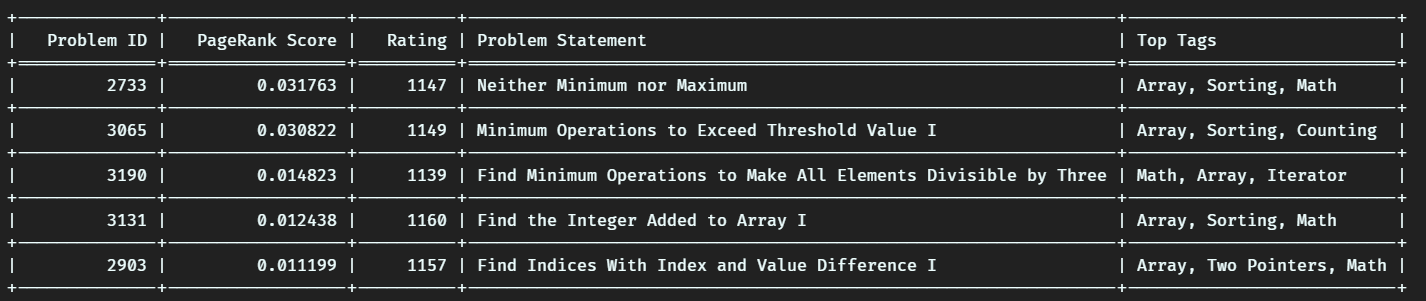 | Problem ID | PageRank Score | Rating | Problem Statement | Top Tags |
| 2733 | 0.031763 | 1147 | Neither Minimum nor Maximum | Array, Sorting, Math |
| 3065 | 0.030822 | 1149 | Minimum Operations to Exceed Threshold Value I | Array, Sorting, Counting |
| 3190 | 0.014823 | 1139 | Find Minimum Operations to Make All Elements Divisible by Three | Math, Array, Iterator |
| 3131 | 0.012438 | 1160 | Find the Integer Added to Array I | Array, Sorting, Math |
| 2903 | 0.011199 | 1157 | Find Indices With Index and Value Difference I | Array, Two Pointers, Math |